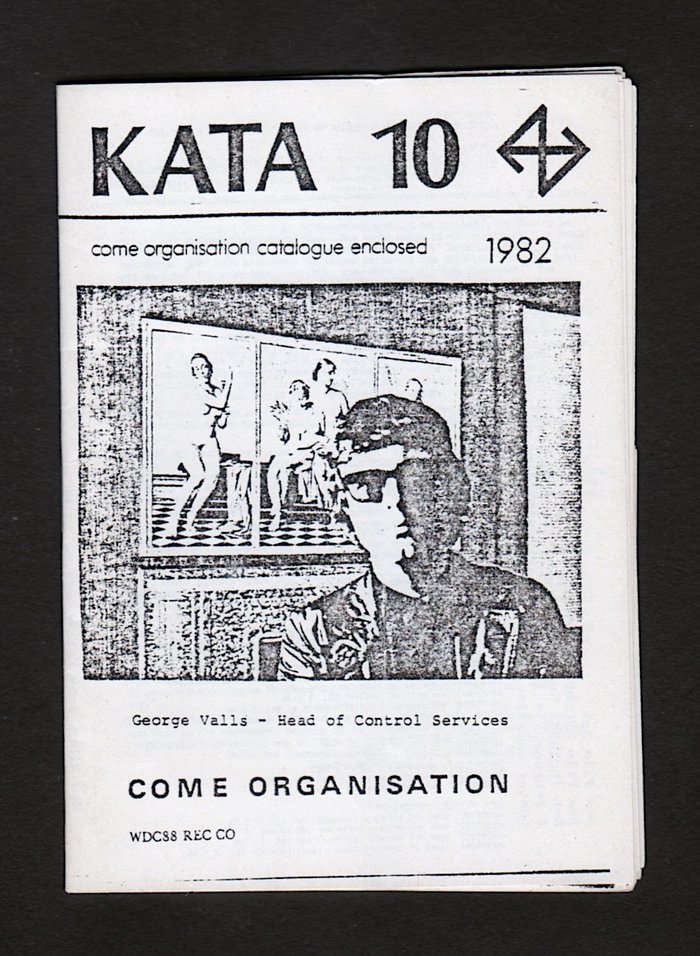 KATA 10
come organisation catalogue enclosed 1982
George Valls - Head of Control Services
COME ORGANISATION
WDC88 REC CO